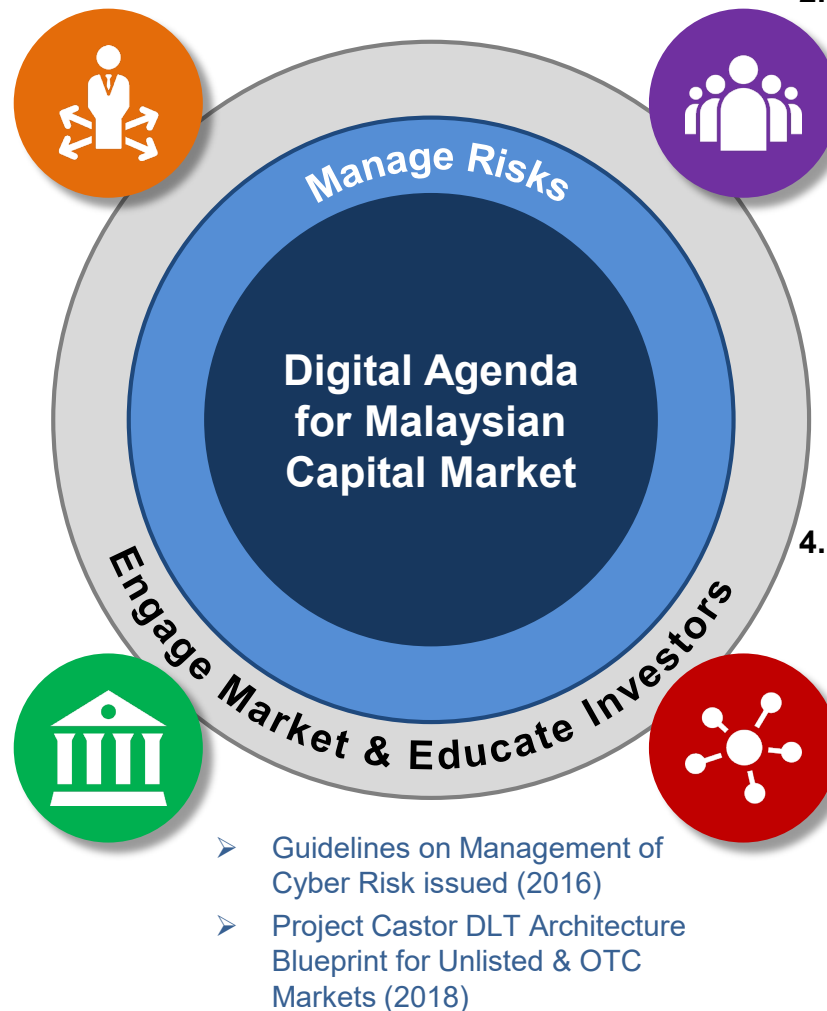 2.
Manage Risks
Digital Agenda
for Malaysian
Capital Market
4.
Engage Market & Educate Investors
➢ Guidelines on Management of
Cyber Risk issued (2016)
➢ Project Castor DLT Architecture
Blueprint for Unlisted & OTC
Markets (2018)